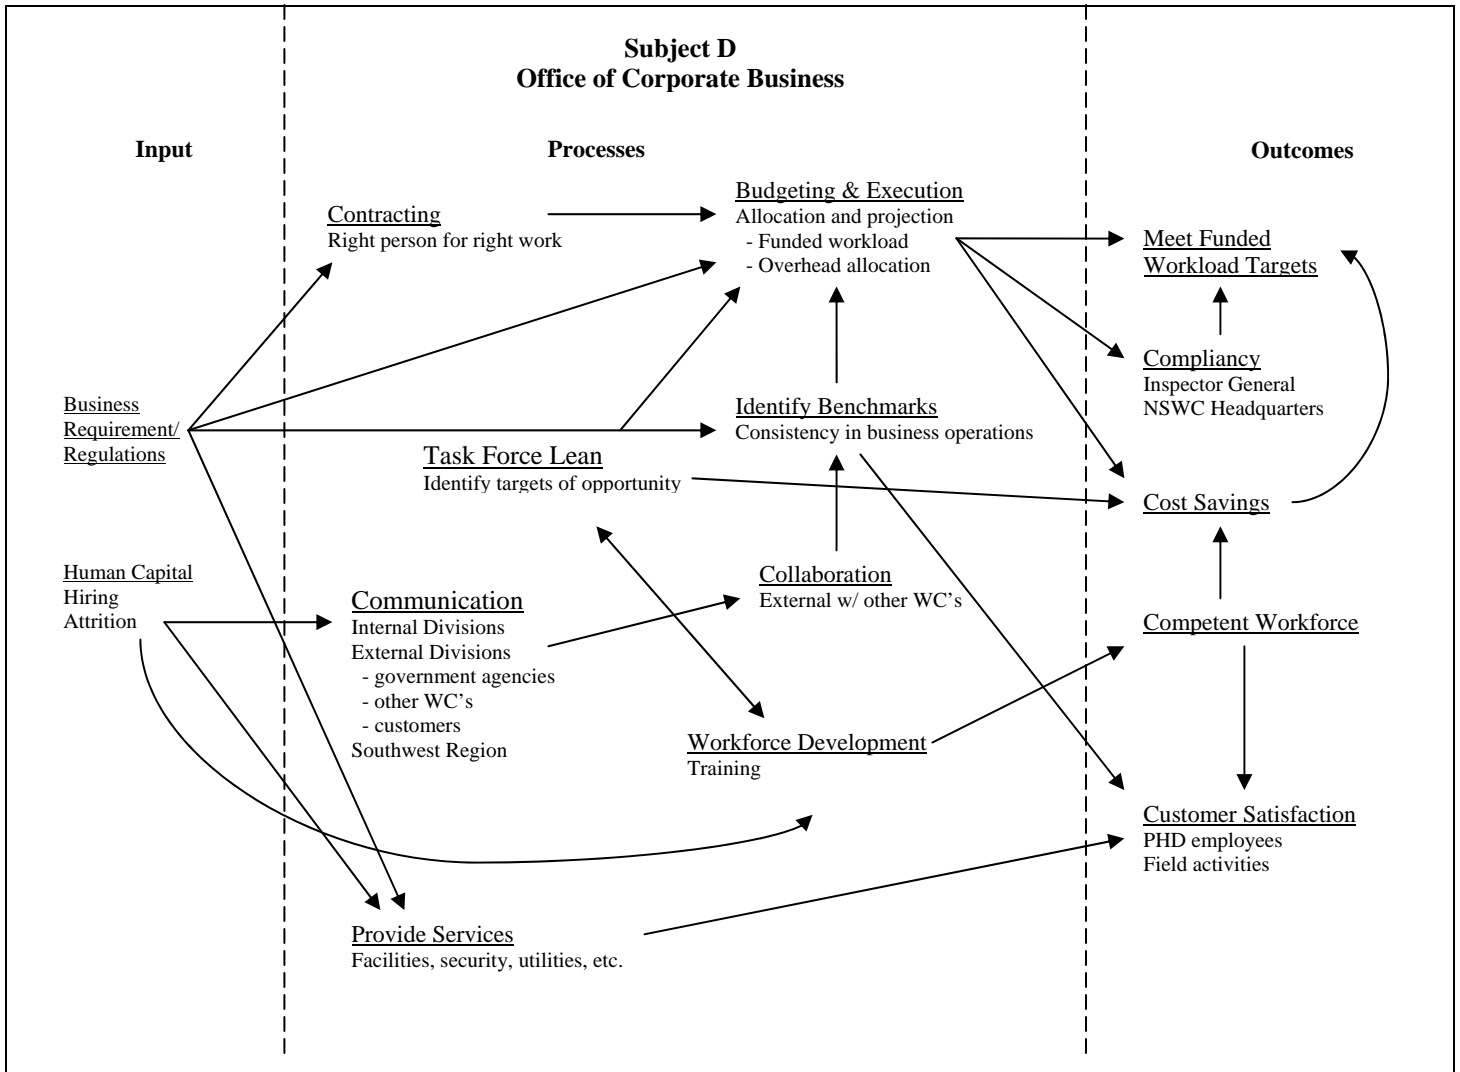 Subject D
Office of Corporate Business
Input
Processes
Outcomes
Contracting
Right person for right work
Budgeting & Execution
Allocation and projection
- Funded workload
- Overhead allocation
Meet Funded
Workload Targets
Compliancy
Inspector General
NSWC Headquarters
Business
Requirement/
Regulations
Identify Benchmarks
Consistency in business operations
Task Force Lean
Identify targets of opportunity
Cost Savings
Human Capital
Hiring
Attrition
Communication
Internal Divisions
External Divisions
- government agencies
- other WC’s
- customers
Southwest Region
Collaboration
External w/ other WC’s
Competent Workforce
Workforce Development
Training
Customer Satisfaction
PHD employees
Field activities
Provide Services
Facilities, security, utilities, etc.